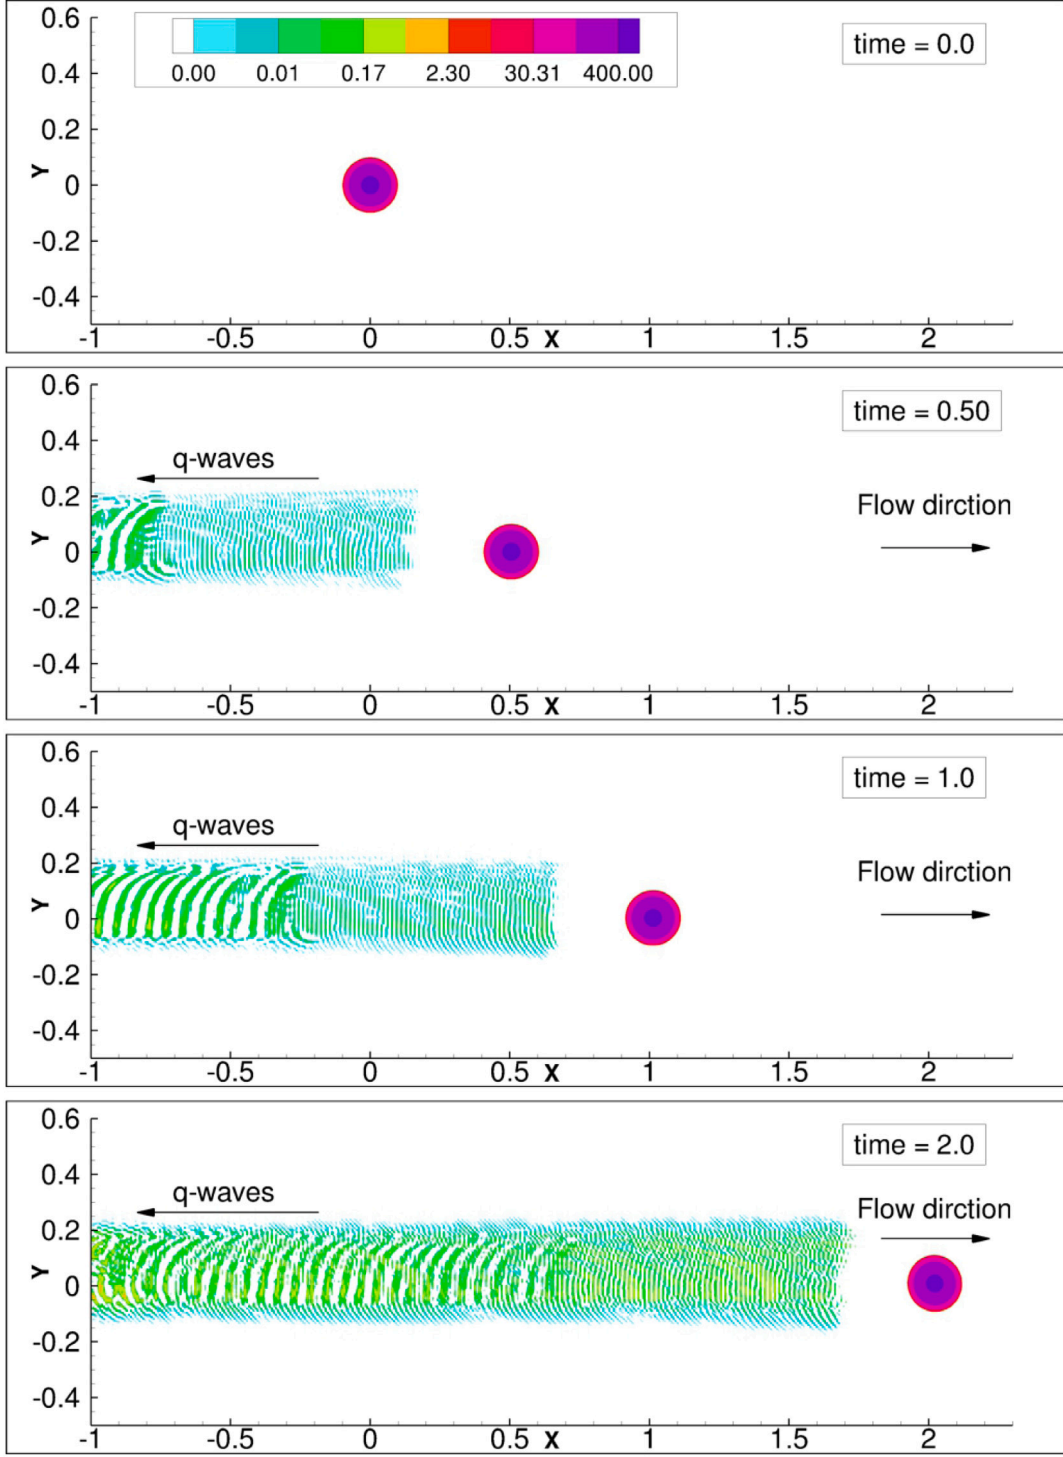 0.6
0.00 0.01 0.17 2.30 30.31 400.00
time = 0.0
0.4
0.2
Y
0
-0.2
-0.4
-1 -0.5 0 0.5 X 1 1.5 2
0.6
time = 0.50
0.4
q-waves
0.2
Flow dirction
Y
0
-0.2
-0.4
-1 -0.5 0 0.5 X 1 1.5 2
0.6
time = 1.0
0.4
q-waves
0.2
Flow dirction
Y
0
-0.2
-0.4
-1 -0.5 0 0.5 X 1 1.5 2
0.6
time = 2.0
0.4
q-waves
Flow dirction
0.2
Y
0
-0.2
-0.4
-1 -0.5 0 0.5 X 1 1.5 2